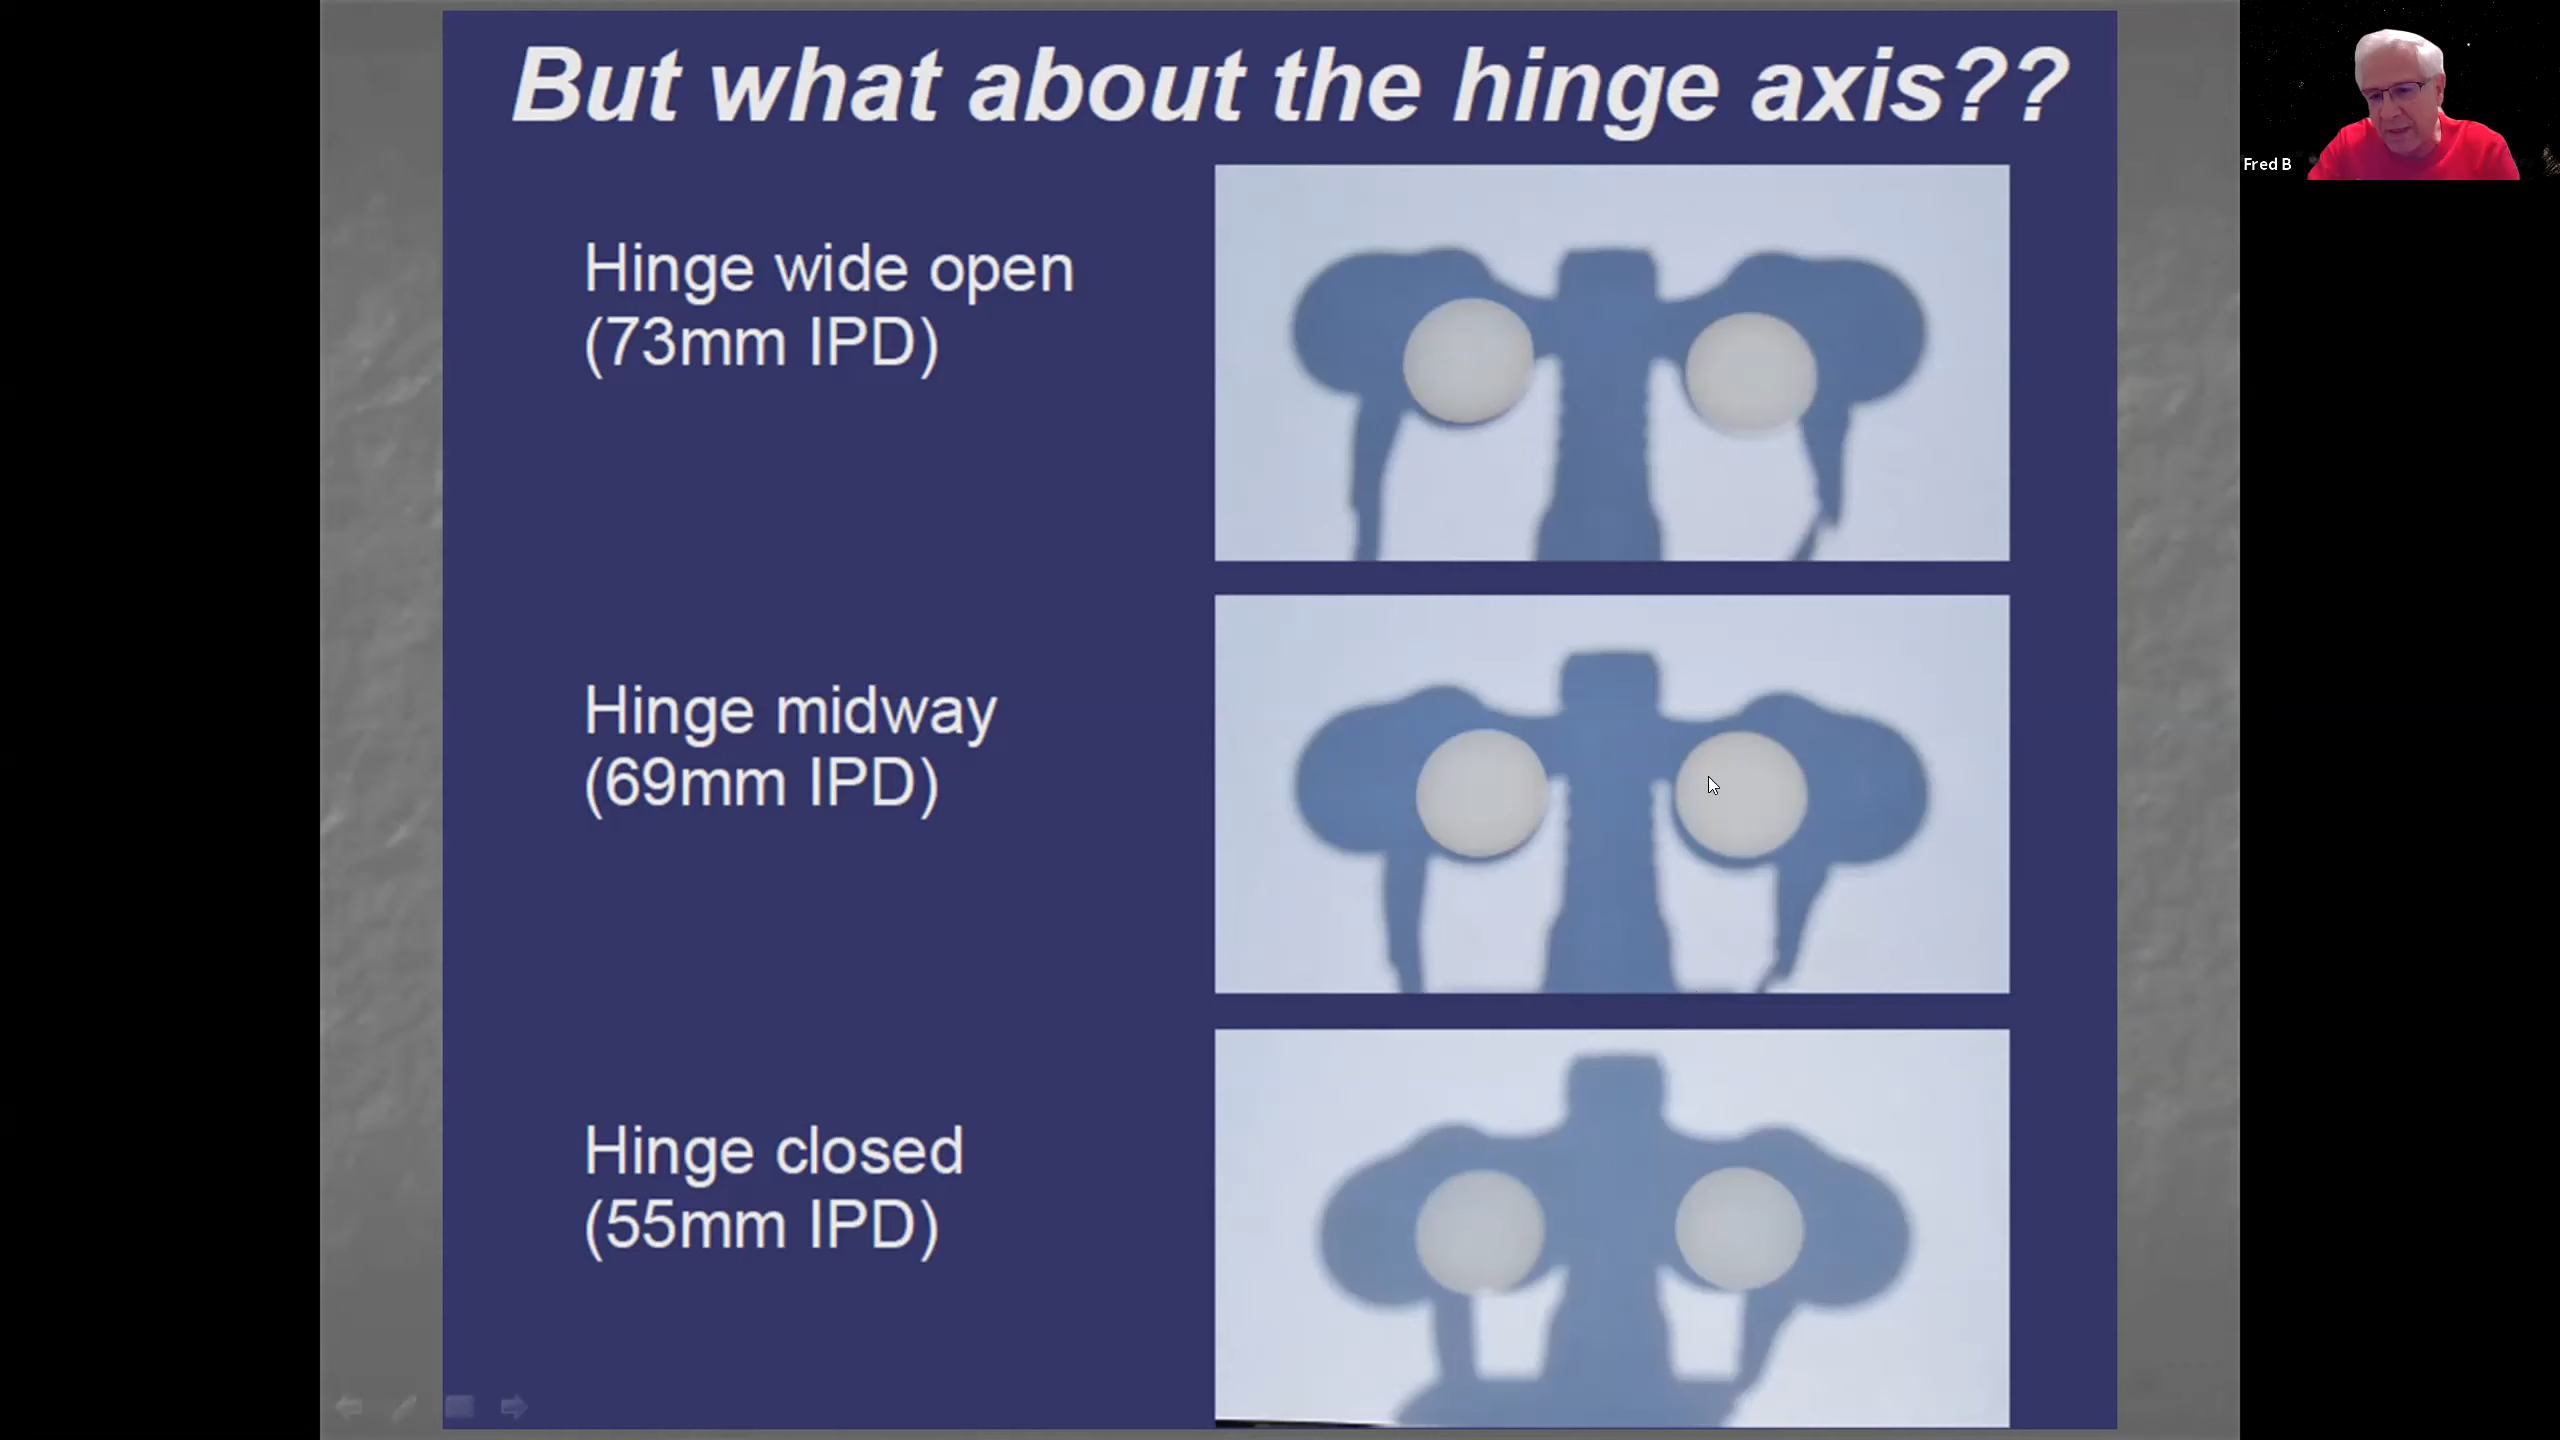 But what about the hinge axis??
Hinge wide open
(73mm IPD)
Hinge midway
(69mm IPD)
Hinge closed
(55mm IPD)
Fred B